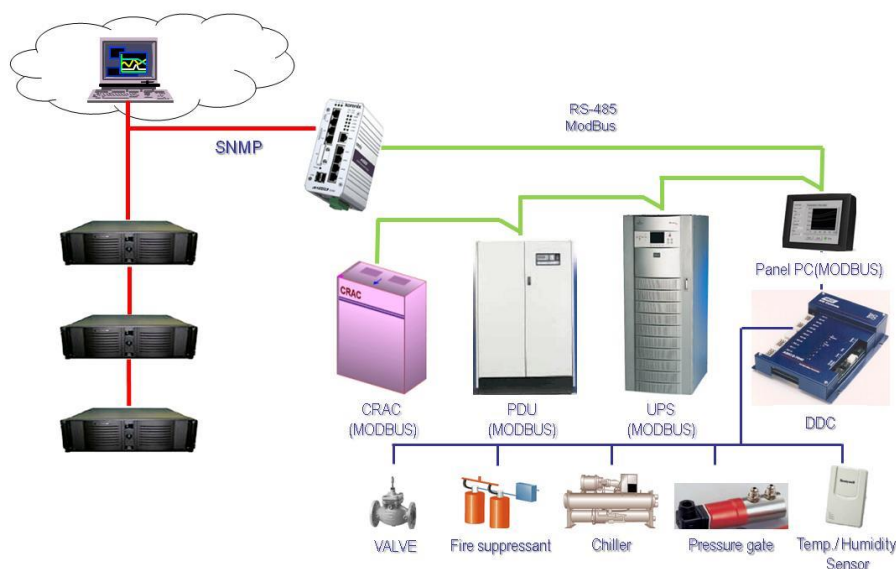 SNMP
RS-485
ModBus
Panel PC(MODBUS)
CRAC
CRAC
(MODBUS)
PDU
(MODBUS)
UPS
(MODBUS)
DDC
VALVE
Fire suppressant
Chiller
Pressure gate
Temp./ Humidity
Sensor